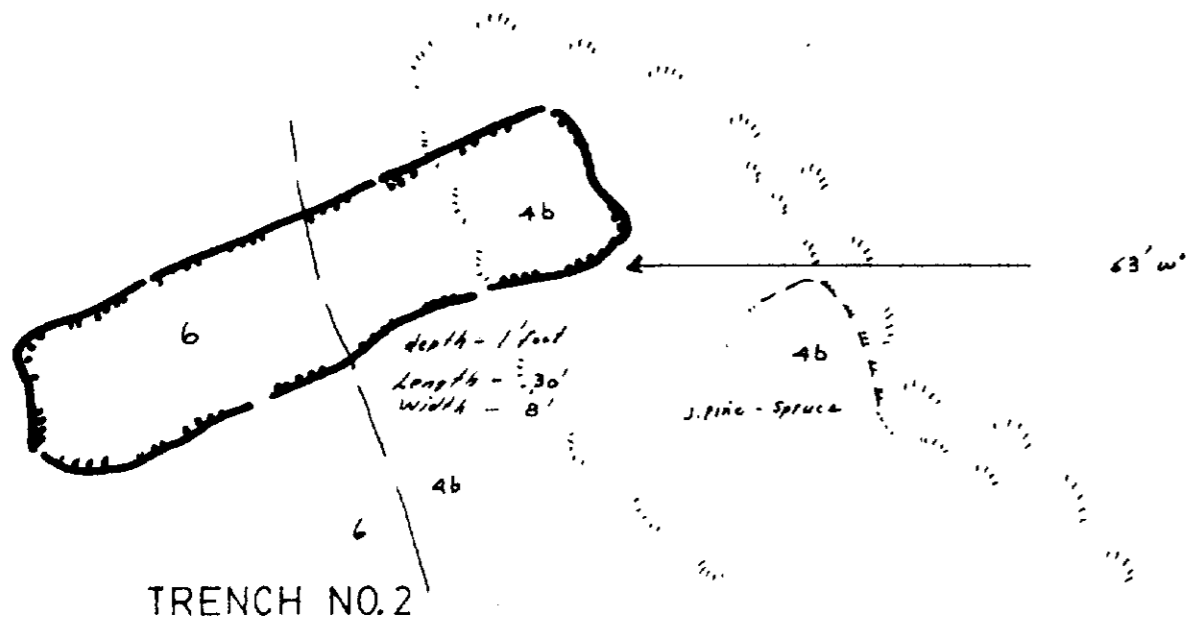 4b
63' w°
6
depth - 1 foot
Length - 30'
Width - 8'
4b
J. Pine - Spruce
4b
6
TRENCH NO. 2